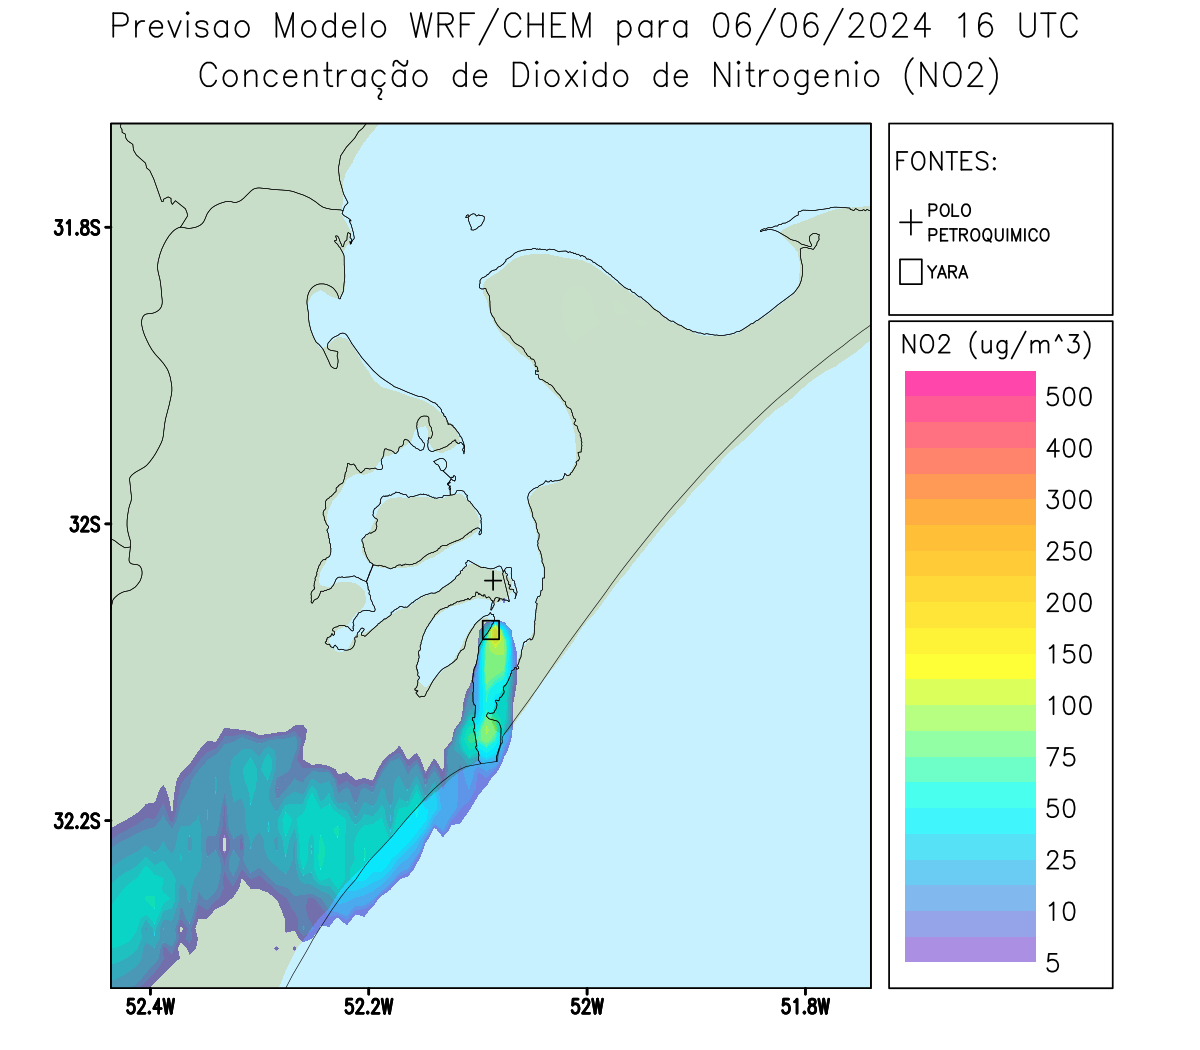 Previsao Modelo WRF/CHEM para 06/06/2024 16 UTC
Concentração de Dioxido de Nitrogenio (NO2)
FONTES:
POLO
PETROQUIMICO
YARA
31.8S
32S
32.2S
52.4W
52.2W
52W
51.8W
NO2 (ug/m^3)
500
400
300
250
200
150
100
75
50
25
10
5